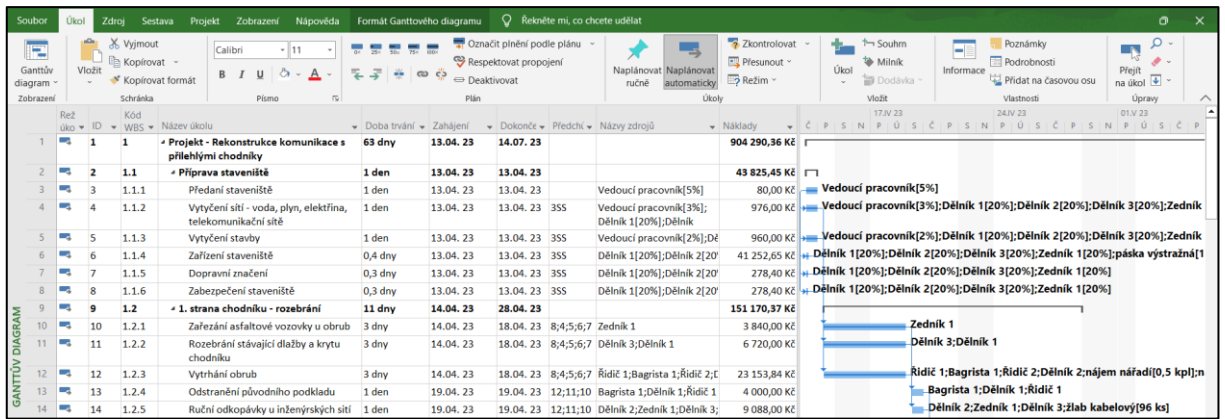 Soubor Úkol Zdroj Sestava Projekt Zobrazení Nápověda Formát Ganttového diagramu Řekněte mi, co chcete udělat
Ganttův diagram
Zobrazení
Vložit
Vyjmout
Kopírovat
Kopírovat formát
Schránka
Calibri 11
B I U A
Písmo
0% 25% 50% 75% 100%
Označit plnění podle plánu
Respektovat propojení
Deaktivovat
Plán
Naplánovat ručně
Naplánovat automaticky
Zkontrolovat
Přesunout
Režim
Úkoly
Úkol
Souhrn
Milník
Dodávka
Vložit
Informace
Poznámky
Podrobnosti
Přidat na časovou osu
Vlastnosti
Přejít na úkol
Úpravy
Rež úko ID Kód WBS Název úkolu Doba trvání Zahájení Dokonče Předchí Názvy zdrojů Náklady
17.IV 23 24.IV 23 01.V 23
Č P S N P Ú S Č P S N P Ú S Č P S N P Ú S Č P
1 1 1 Projekt - Rekonstrukce komunikace s 63 dny 13.04. 23 14.07. 23 904 290,36 Kč
přilehlými chodníky
2 2 1.1 Příprava staveniště 1 den 13.04. 23 13.04. 23 43 825,45 Kč
3 3 1.1.1 Předání staveniště 1 den 13.04. 23 13.04. 23 Vedoucí pracovník[5%] 80,00 Kč Vedoucí pracovník[5%]
4 4 1.1.2 Vytyčení sítí - voda, plyn, elektřina, 1 den 13.04. 23 13.04. 23 3SS Vedoucí pracovník[3%]; 976,00 Kč Vedoucí pracovník[3%];Dělník 1[20%];Dělník 2[20%];Dělník 3[20%];Zedník
telekomunikační sítě Dělník 1[20%];Dělník
5 5 1.1.3 Vytyčení stavby 1 den 13.04. 23 13.04. 23 3SS Vedoucí pracovník[2%];Dě 960,00 Kč Vedoucí pracovník[2%];Dělník 1[20%];Dělník 2[20%];Dělník 3[20%];Zedník
6 6 1.1.4 Zařízení staveniště 0,4 dny 13.04. 23 13.04. 23 3SS Dělník 1[20%];Dělník 2[20' 41 252,65 Kč Dělník 1[20%];Dělník 2[20%];Dělník 3[20%];Zedník 1[20%];páska výstražná[1
7 7 1.1.5 Dopravní značení 0,3 dny 13.04. 23 13.04. 23 3SS Dělník 1[20%];Dělník 2[20' 278,40 Kč Dělník 1[20%];Dělník 2[20%];Dělník 3[20%];Zedník 1[20%]
8 8 1.1.6 Zabezpečení staveniště 0,3 dny 13.04. 23 13.04. 23 3SS Dělník 1[20%];Dělník 2[20' 278,40 Kč Dělník 1[20%];Dělník 2[20%];Dělník 3[20%];Zedník 1[20%]
9 9 1.2 1. strana chodníku - rozebrání 11 dny 14.04. 23 28.04. 23 151 170,37 Kč
10 10 1.2.1 Zařezání asfaltové vozovky u obrub 3 dny 14.04. 23 18.04. 23 8;4;5;6;7 Zedník 1 3 840,00 Kč Zedník 1
11 11 1.2.2 Rozebrání stávající dlažby a krytu 3 dny 14.04. 23 18.04. 23 8;4;5;6;7 Dělník 3;Dělník 1 6 720,00 Kč Dělník 3;Dělník 1
chodníku
12 12 1.2.3 Vytrhání obrub 3 dny 14.04. 23 18.04. 23 8;4;5;6;7 Řidič 1;Bagrista 1;Řidič 2;D 23 153,84 Kč Řidič 1;Bagrista 1;Řidič 2;Dělník 2;nájem nářadí[0,5 kpl];n
13 13 1.2.4 Odstranění původního podkladu 1 den 19.04. 23 19.04. 23 12;11;10 Bagrista 1;Dělník 1;Řidič 1 4 000,00 Kč Bagrista 1;Dělník 1;Řidič 1
14 14 1.2.5 Ruční odkopávky u inženýrských sítí 1 den 19.04. 23 19.04. 23 12;11;10 Dělník 2;Zedník 1;Dělník 3; 9 088,00 Kč Dělník 2;Zedník 1;Dělník 3;žlab kabelový[96 ks]
GANTTŮV DIAGRAM